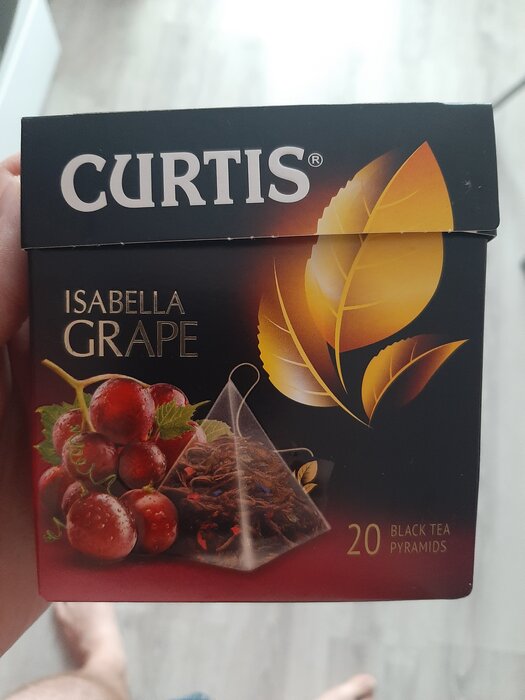 CURTIS®
ISABELLA
GRAPE
20 BLACK TEA
PYRAMIDS